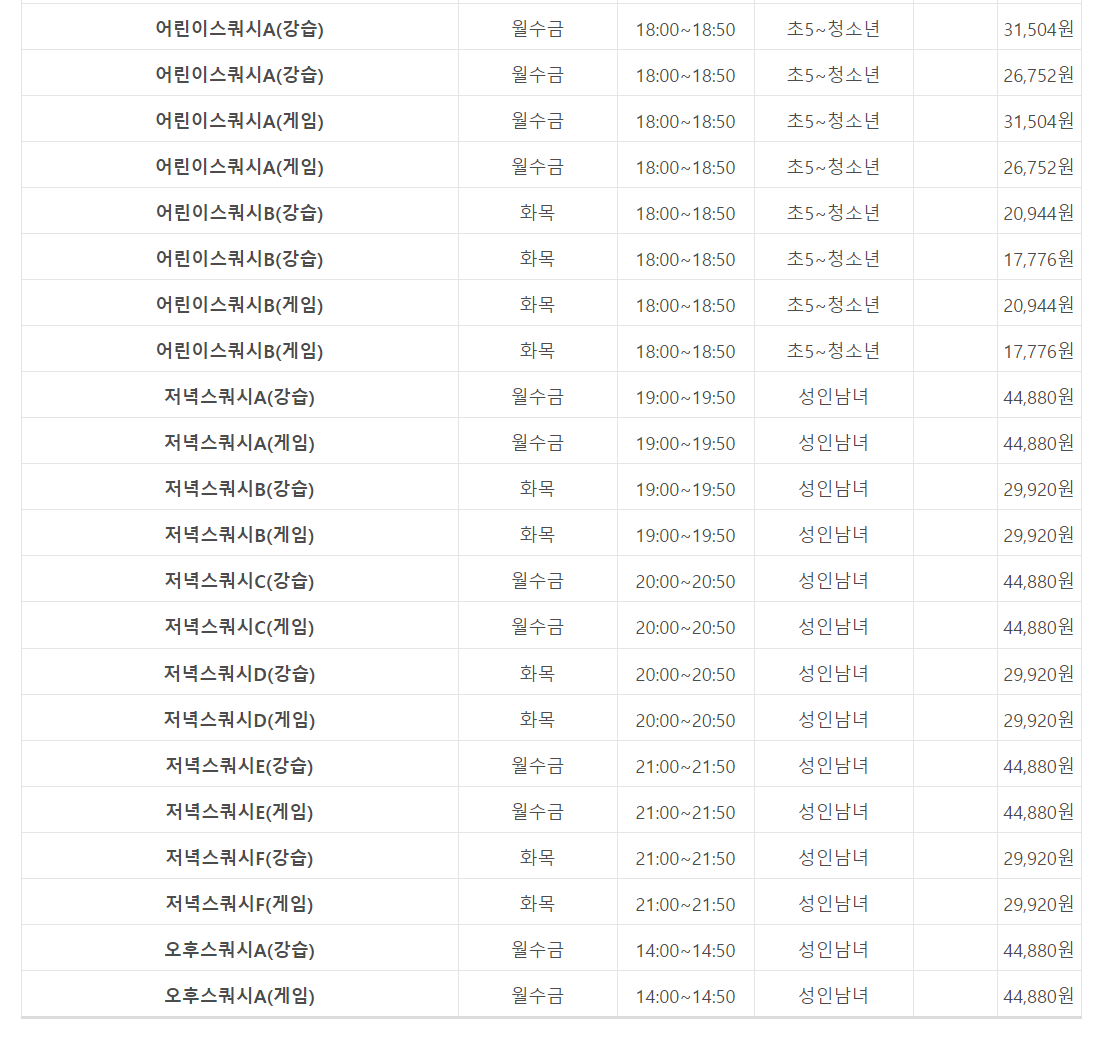 어린이스쿼시A(강습) 월수금 18:00~18:50 초5~청소년 31,504원
어린이스쿼시A(강습) 월수금 18:00~18:50 초5~청소년 26,752원
어린이스쿼시A(게임) 월수금 18:00~18:50 초5~청소년 31,504원
어린이스쿼시A(게임) 월수금 18:00~18:50 초5~청소년 26,752원
어린이스쿼시B(강습) 화목 18:00~18:50 초5~청소년 20,944원
어린이스쿼시B(강습) 화목 18:00~18:50 초5~청소년 17,776원
어린이스쿼시B(게임) 화목 18:00~18:50 초5~청소년 20,944원
어린이스쿼시B(게임) 화목 18:00~18:50 초5~청소년 17,776원
저녁스쿼시A(강습) 월수금 19:00~19:50 성인남녀 44,880원
저녁스쿼시A(게임) 월수금 19:00~19:50 성인남녀 44,880원
저녁스쿼시B(강습) 화목 19:00~19:50 성인남녀 29,920원
저녁스쿼시B(게임) 화목 19:00~19:50 성인남녀 29,920원
저녁스쿼시C(강습) 월수금 20:00~20:50 성인남녀 44,880원
저녁스쿼시C(게임) 월수금 20:00~20:50 성인남녀 44,880원
저녁스쿼시D(강습) 화목 20:00~20:50 성인남녀 29,920원
저녁스쿼시D(게임) 화목 20:00~20:50 성인남녀 29,920원
저녁스쿼시E(강습) 월수금 21:00~21:50 성인남녀 44,880원
저녁스쿼시E(게임) 월수금 21:00~21:50 성인남녀 44,880원
저녁스쿼시F(강습) 화목 21:00~21:50 성인남녀 29,920원
저녁스쿼시F(게임) 화목 21:00~21:50 성인남녀 29,920원
오후스쿼시A(강습) 월수금 14:00~14:50 성인남녀 44,880원
오후스쿼시A(게임) 월수금 14:00~14:50 성인남녀 44,880원